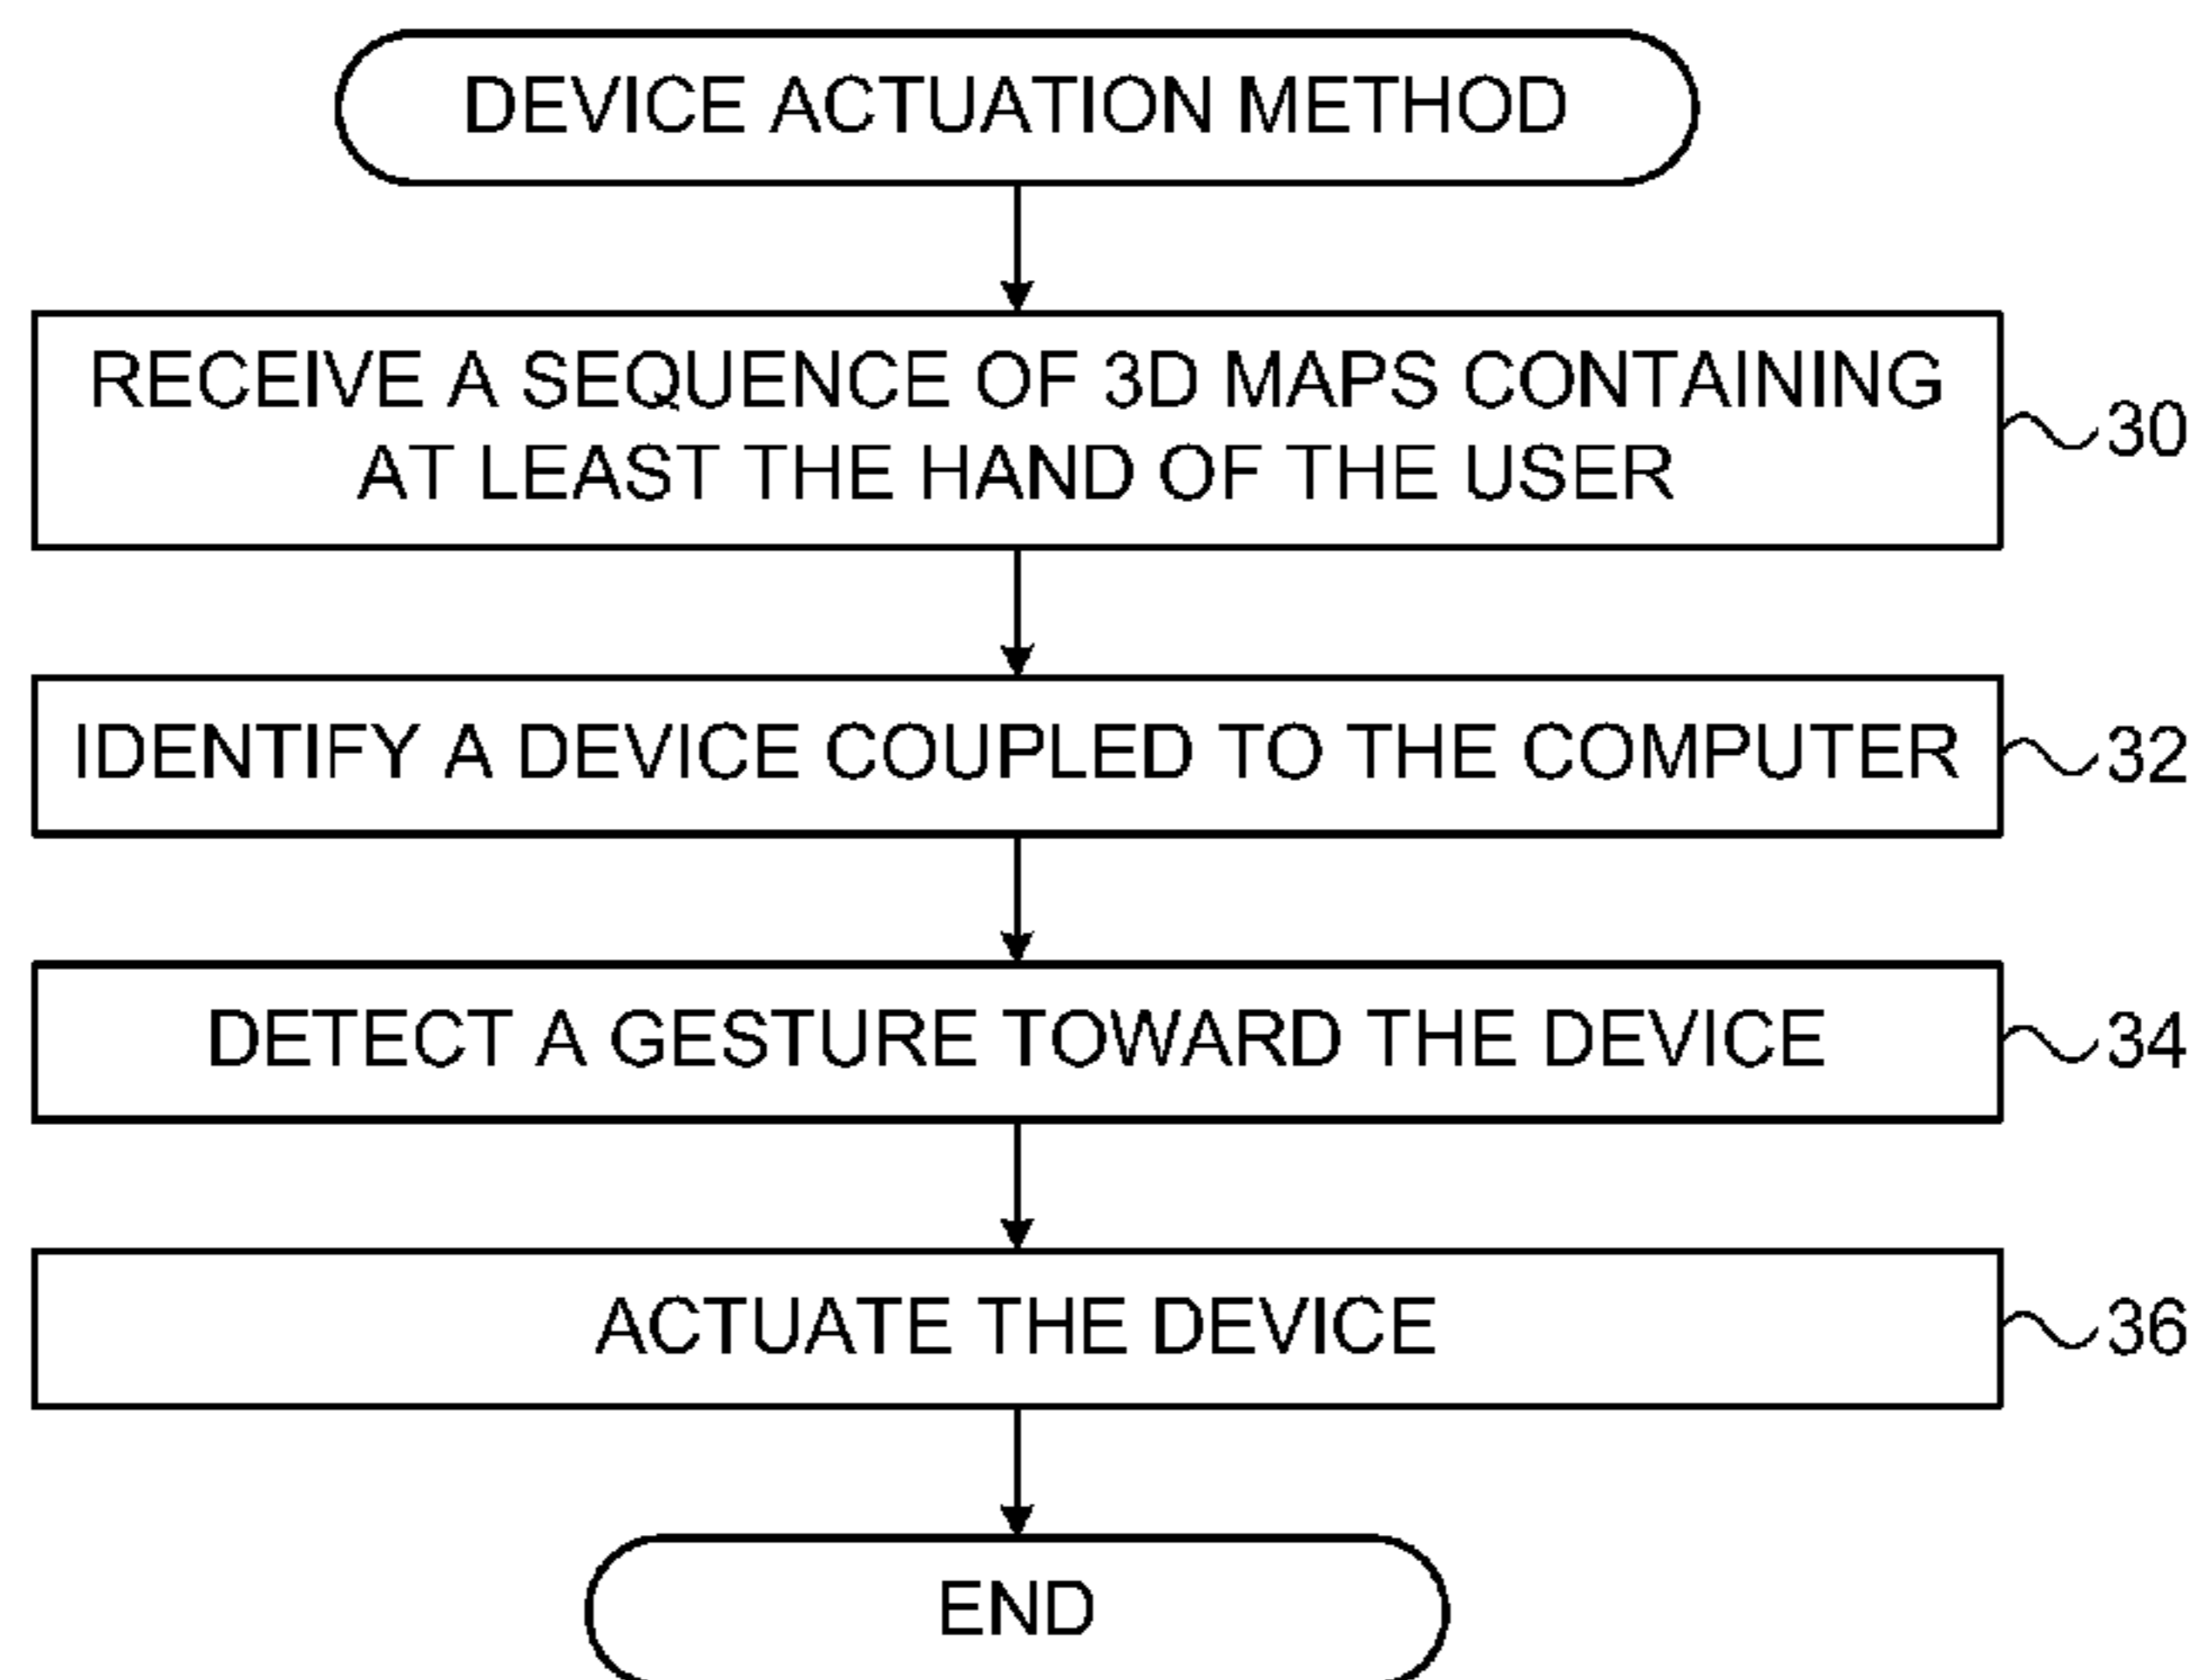 DEVICE ACTUATION METHOD
RECEIVE A SEQUENCE OF 3D MAPS CONTAINING
AT LEAST THE HAND OF THE USER
30
IDENTIFY A DEVICE COUPLED TO THE COMPUTER
32
DETECT A GESTURE TOWARD THE DEVICE
34
ACTUATE THE DEVICE
36
END